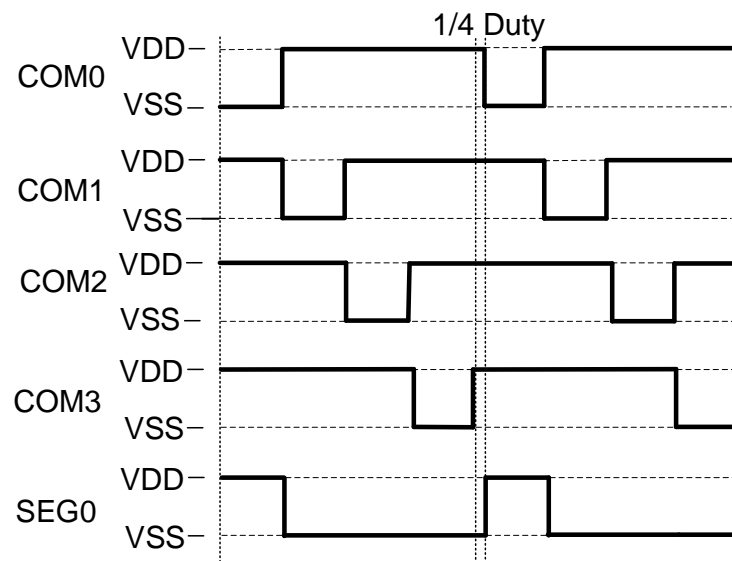 1/4 Duty
VDD
COM0
VSS
VDD
COM1
VSS
VDD
COM2
VSS
VDD
COM3
VSS
VDD
SEG0
VSS